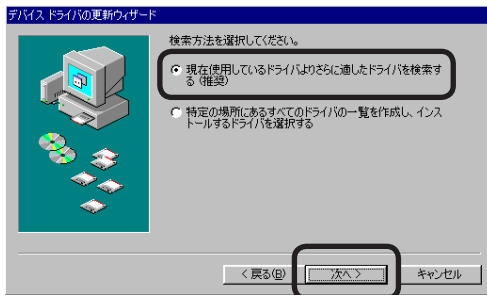 デバイス ドライバの更新ウィザード
検索方法を選択してください。
現在使用しているドライバよりさらに適したドライバを検索す
る (推奨)
特定の場所にあるすべてのドライバの一覧を作成し、インス
トールするドライバを選択する
< 戻る(B)
次へ >
キャンセル